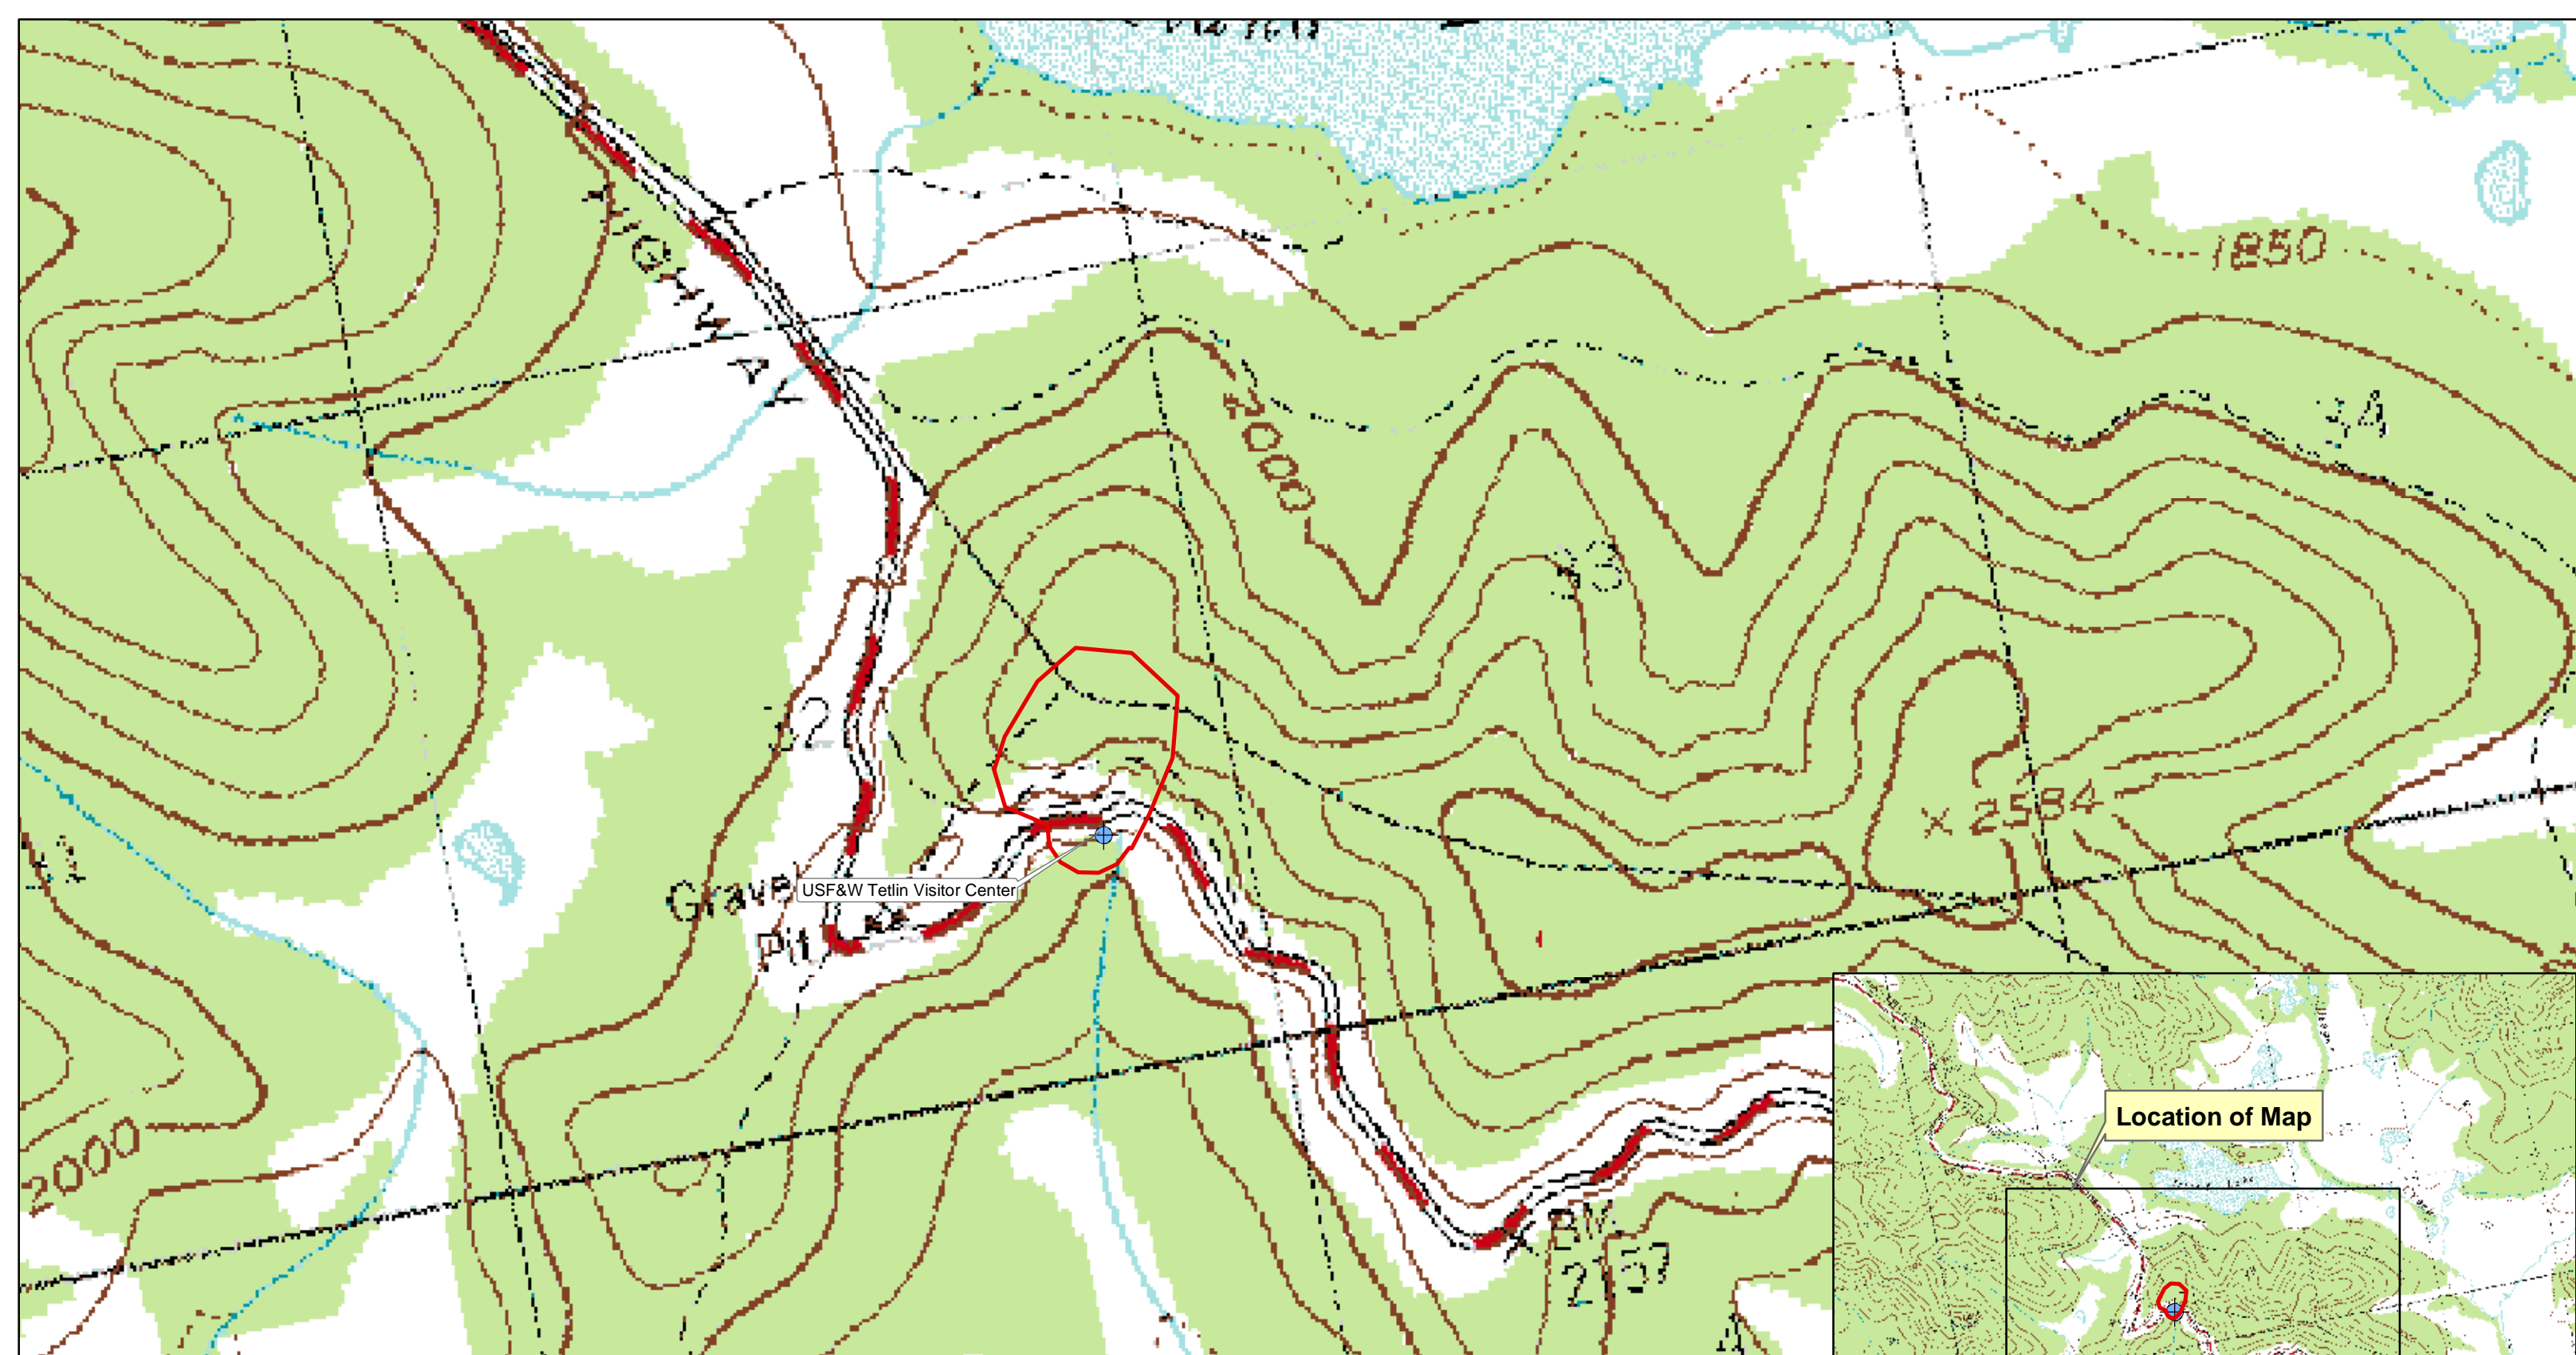 HIGHWAY
1850
34
2000
33
32
× 2584
Gravel
USF&W Tetlin Visitor Center
Pit
Location of Map
2000
BM
2157